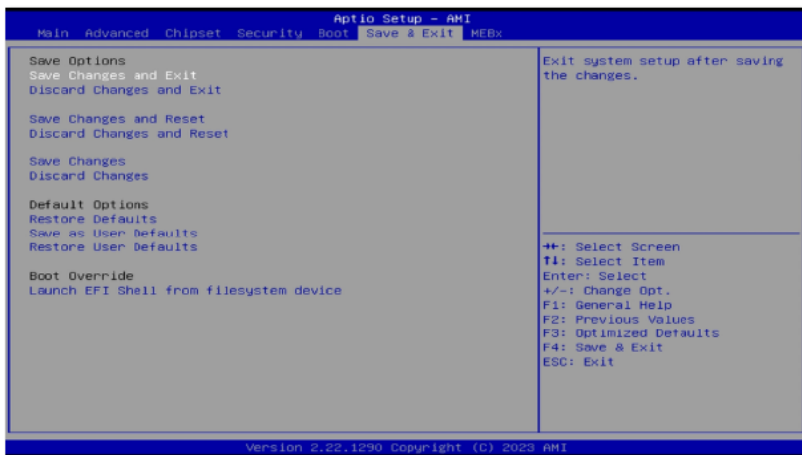 Aptio Setup – AMI
Main Advanced Chipset Security Boot Save & Exit MEBx
Save Options
Save Changes and Exit
Discard Changes and Exit
Save Changes and Reset
Discard Changes and Reset
Save Changes
Discard Changes
Default Options
Restore Defaults
Save as User Defaults
Restore User Defaults
Boot Override
Launch EFI Shell from filesystem device
Exit system setup after saving
the changes.
→←: Select Screen
↑↓: Select Item
Enter: Select
+/-: Change Opt.
F1: General Help
F2: Previous Values
F3: Optimized Defaults
F4: Save & Exit
ESC: Exit
Version 2.22.1290 Copyright (C) 2023 AMI